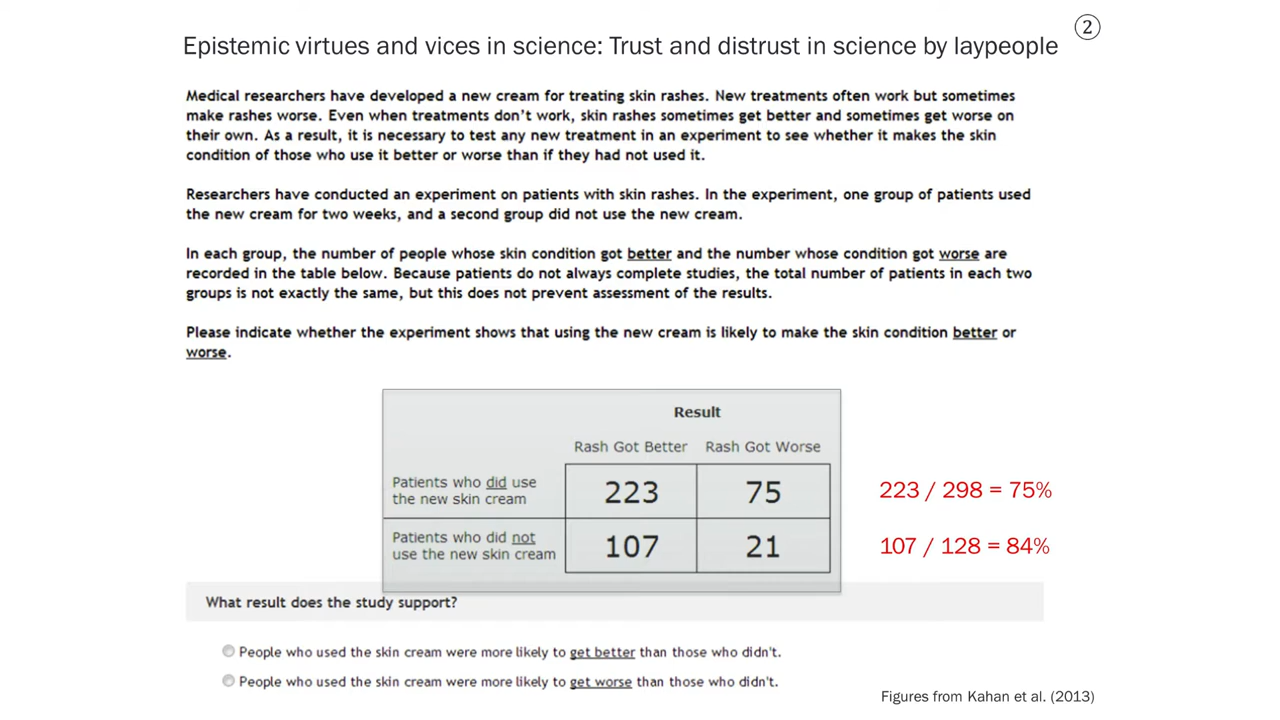 ②
Epistemic virtues and vices in science: Trust and distrust in science by laypeople
Medical researchers have developed a new cream for treating skin rashes. New treatments often work but sometimes
make rashes worse. Even when treatments don't work, skin rashes sometimes get better and sometimes get worse on
their own. As a result, it is necessary to test any new treatment in an experiment to see whether it makes the skin
condition of those who use it better or worse than if they had not used it.
Researchers have conducted an experiment on patients with skin rashes. In the experiment, one group of patients used
the new cream for two weeks, and a second group did not use the new cream.
In each group, the number of people whose skin condition got better and the number whose condition got worse are
recorded in the table below. Because patients do not always complete studies, the total number of patients in each two
groups is not exactly the same, but this does not prevent assessment of the results.
Please indicate whether the experiment shows that using the new cream is likely to make the skin condition better or
worse.
Result
Rash Got Better Rash Got Worse
Patients who did use
the new skin cream
223 75
223 / 298 = 75%
Patients who did not
use the new skin cream
107 21
107 / 128 = 84%
What result does the study support?
People who used the skin cream were more likely to get better than those who didn't.
People who used the skin cream were more likely to get worse than those who didn't.
Figures from Kahan et al. (2013)